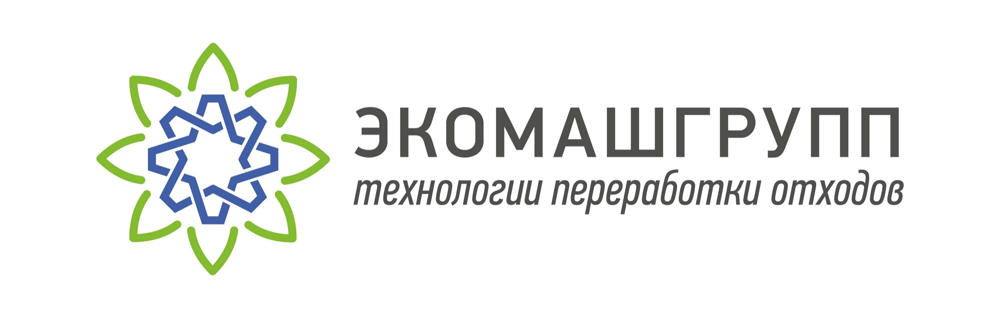 ЭКОМАШГРУПП
технологии переработки отходов